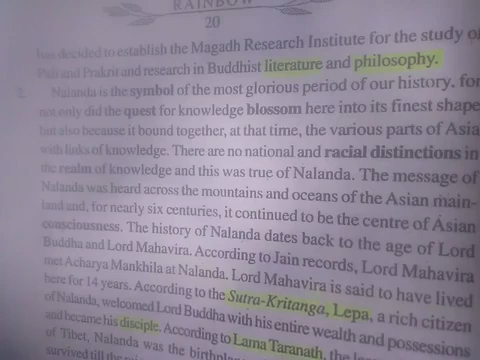 RAINBOW
20
has decided to establish the Magadh Research Institute for the study of
Pali and Prakrit and research in Buddhist literature and philosophy.
2. Nalanda is the symbol of the most glorious period of our history, for
not only did the quest for knowledge blossom here into its finest shape
but also because it bound together, at that time, the various parts of Asia
with links of knowledge. There are no national and racial distinctions in
the realm of knowledge and this was true of Nalanda. The message of
Nalanda was heard across the mountains and oceans of the Asian main-
land and, for nearly six centuries, it continued to be the centre of Asian
consciousness. The history of Nalanda dates back to the age of Lord
Buddha and Lord Mahavira. According to Jain records, Lord Mahavira
met Acharya Mankhila at Nalanda. Lord Mahavira is said to have lived
here for 14 years. According to the Sutra-Kritanga, Lepa, a rich citizen
of Nalanda, welcomed Lord Buddha with his entire wealth and possessions
and became his disciple. According to Lama Taranath, the
of Tibet, Nalanda was the
survived till the